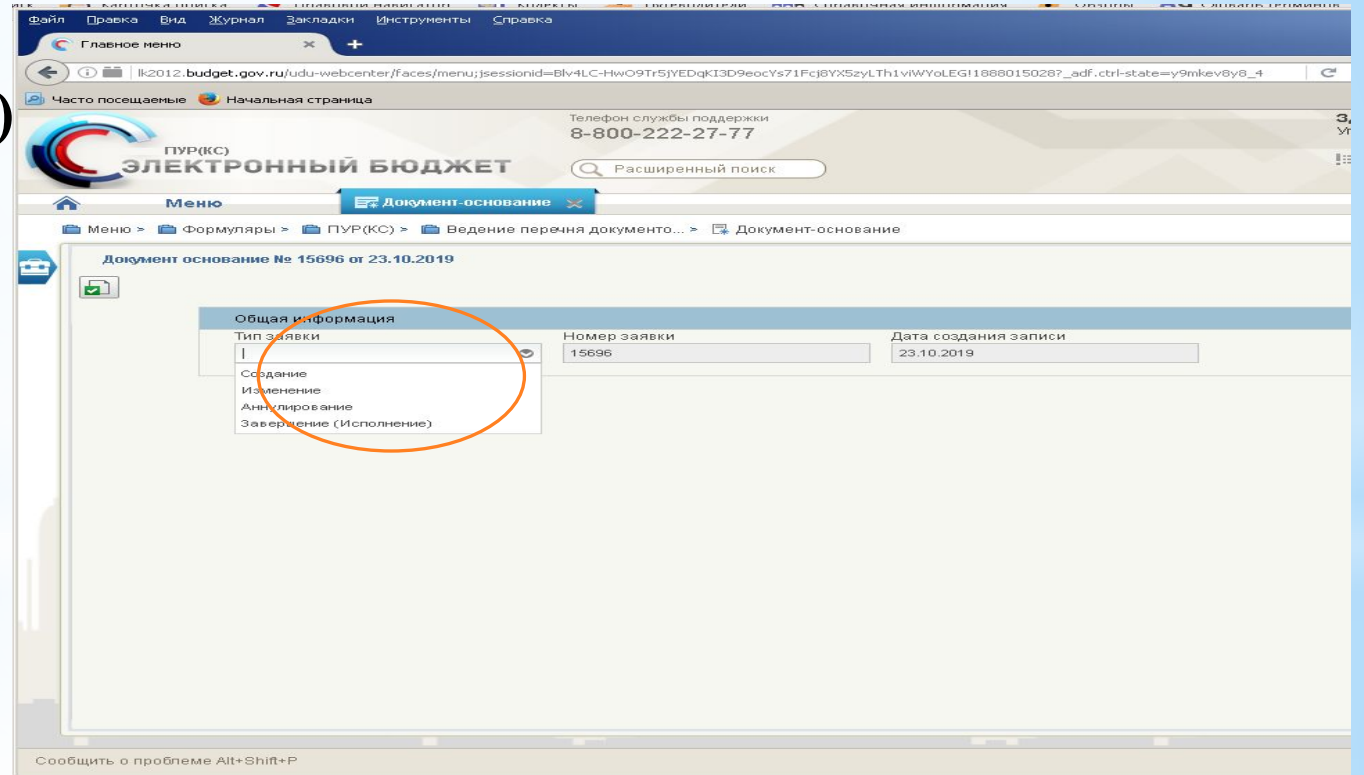 Файл Правка Вид Журнал Закладки Инструменты Справка
Главное меню × +
lk2012.budget.gov.ru/udu-webcenter/faces/menu;jsessionid=Blv4LC-HwO9Tr5jYEDqKI3D9eocYs71Fcj8YX5zyLTh1viWYoLEG!1888015028?_adf.ctrl-state=y9mkev8y8_4
Часто посещаемые Начальная страница
)
Телефон службы поддержки
8-800-222-27-77
ПУР(КС)
ЭЛЕКТРОННЫЙ БЮДЖЕТ
Расширенный поиск
Меню Документ-основание
Меню > Формуляры > ПУР(КС) > Ведение перечня документо... > Документ-основание
Документ основание № 15696 от 23.10.2019
Общая информация
Тип заявки Номер заявки Дата создания записи
15696 23.10.2019
Создание
Изменение
Аннулирование
Завершение (Исполнение)
Сообщить о проблеме Alt+Shift+P